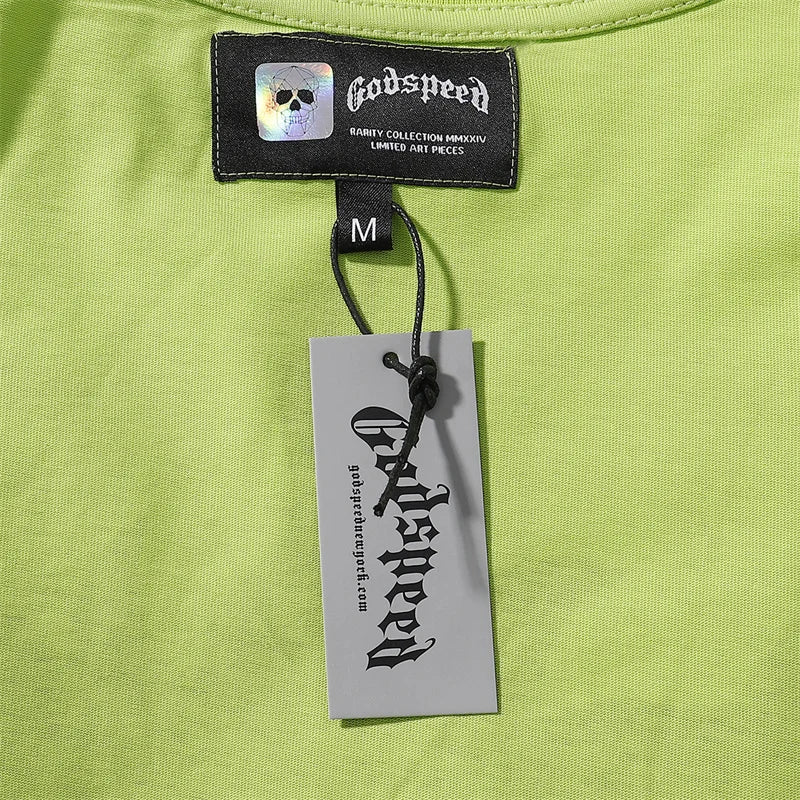 Godspeed
RARITY COLLECTION MMXXIV
LIMITED ART PIECES
M
Godspeed
godspeednewyork.com